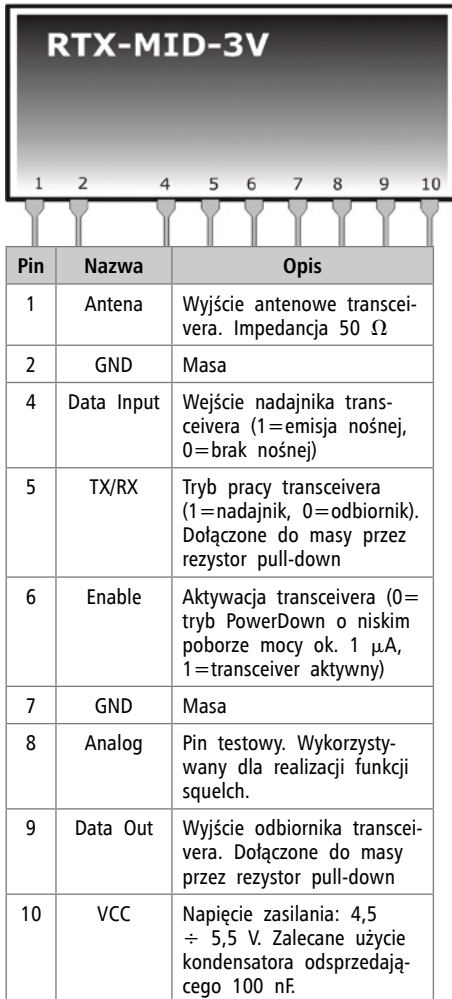 RTX-MID-3V
1 2 4 5 6 7 8 9 10
Pin Nazwa Opis
1 Antena Wyjście antenowe transcei-
vera. Impedancja 50 Ω
2 GND Masa
4 Data Input Wejście nadajnika trans-
ceivera (1=emisja nośnej,
0=brak nośnej)
5 TX/RX Tryb pracy transceivera
(1=nadajnik, 0=odbiornik).
Dołączone do masy przez
rezystor pull-down
6 Enable Aktywacja transceivera (0=
tryb PowerDown o niskim
poborze mocy ok. 1 μA,
1=transceiver aktywny)
7 GND Masa
8 Analog Pin testowy. Wykorzysty-
wany dla realizacji funkcji
squelch.
9 Data Out Wyjście odbiornika transcei-
vera. Dołączone do masy
przez rezystor pull-down
10 VCC Napięcie zasilania: 4,5
÷ 5,5 V. Zalecane użycie
kondensatora odsprzedają-
cego 100 nF.